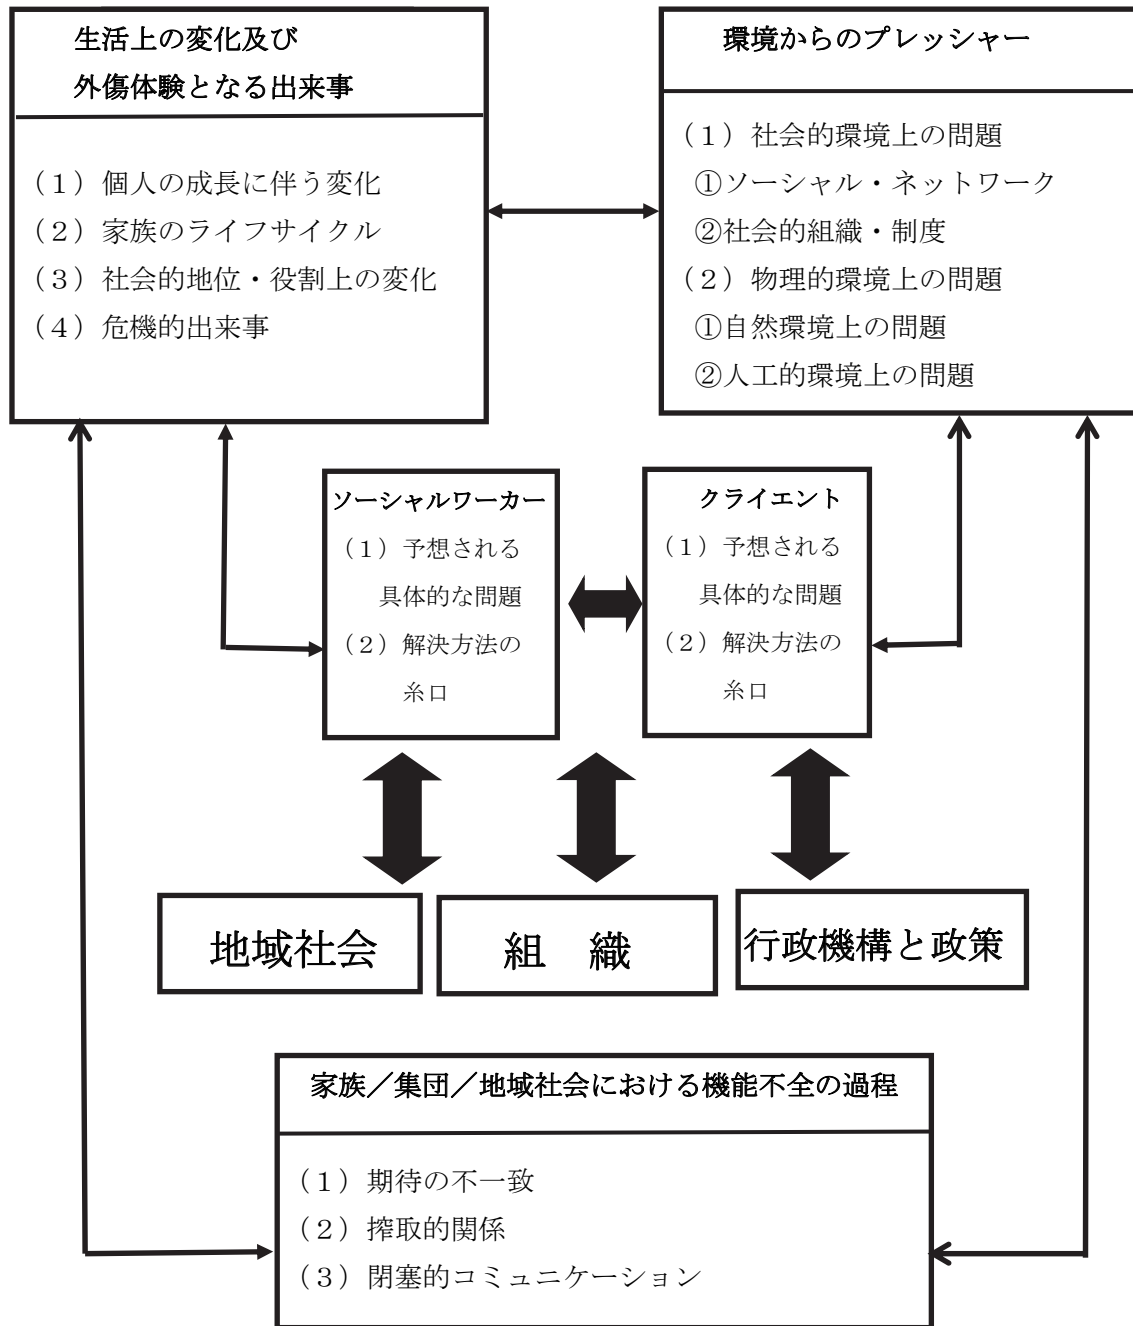 生活上の変化及び
外傷体験となる出来事
(1)個人の成長に伴う変化
(2)家族のライフサイクル
(3)社会的地位・役割上の変化
(4)危機的出来事
環境からのプレッシャー
(1)社会的環境上の問題
①ソーシャル・ネットワーク
②社会的組織・制度
(2)物理的環境上の問題
①自然環境上の問題
②人工的環境上の問題
ソーシャルワーカー
(1)予想される
具体的な問題
(2)解決方法の
糸口
クライエント
(1)予想される
具体的な問題
(2)解決方法の
糸口
地域社会
組 織
行政機構と政策
家族/集団/地域社会における機能不全の過程
(1)期待の不一致
(2)搾取的関係
(3)閉塞的コミュニケーション